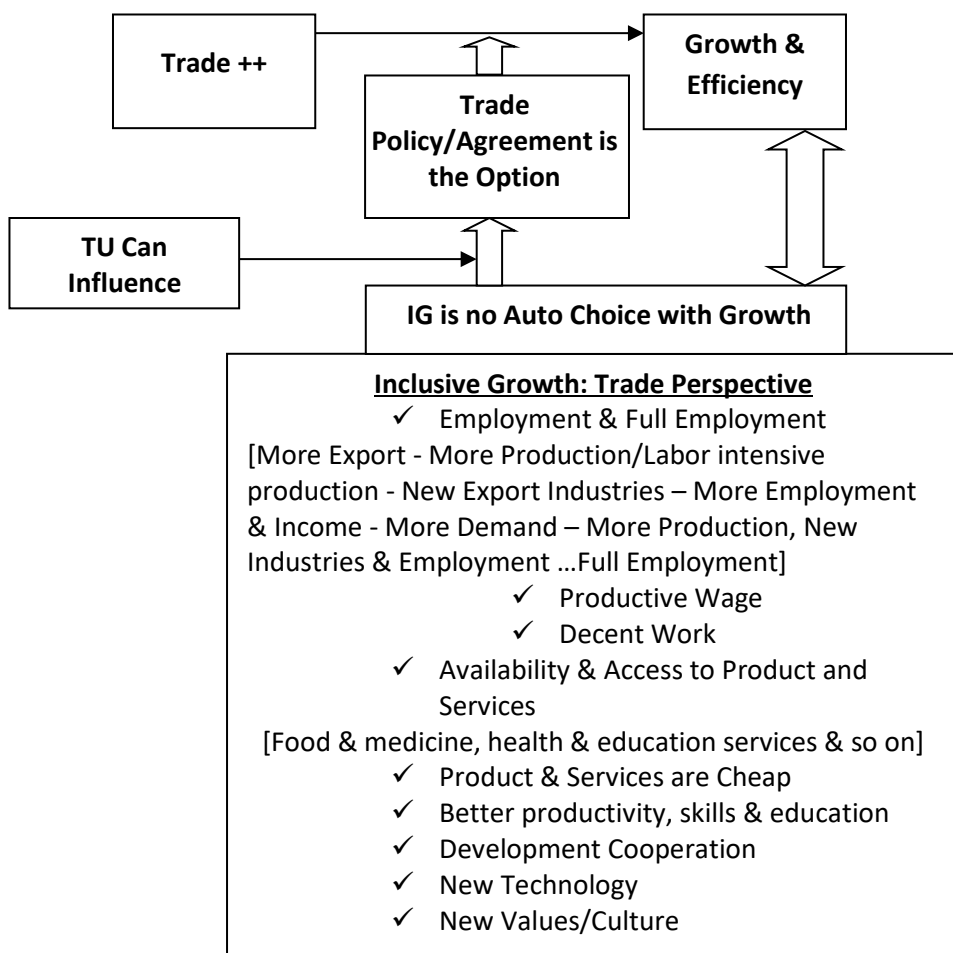 Trade ++
Growth &
Efficiency
Trade
Policy/Agreement is
the Option
TU Can
Influence
IG is no Auto Choice with Growth
Inclusive Growth: Trade Perspective
✓ Employment & Full Employment
[More Export - More Production/Labor intensive
production - New Export Industries – More Employment
& Income - More Demand – More Production, New
Industries & Employment ...Full Employment]
✓ Productive Wage
✓ Decent Work
✓ Availability & Access to Product and
Services
[Food & medicine, health & education services & so on]
✓ Product & Services are Cheap
✓ Better productivity, skills & education
✓ Development Cooperation
✓ New Technology
✓ New Values/Culture